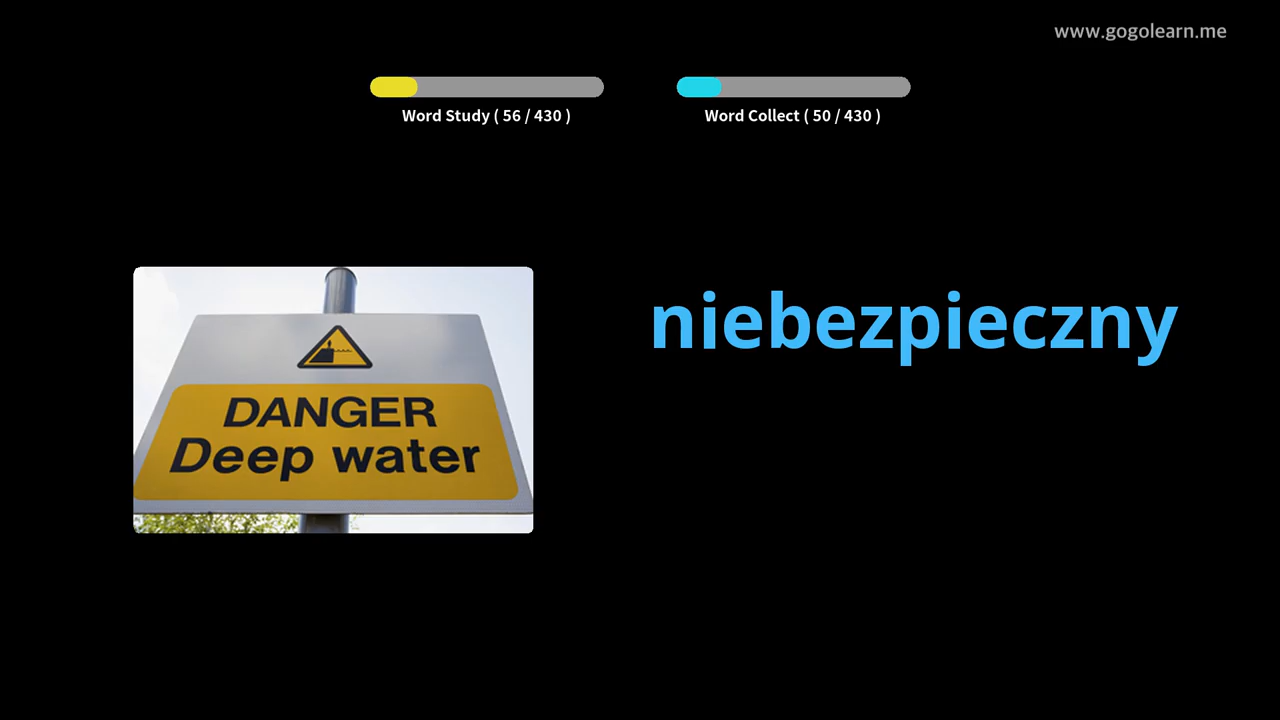 www.gogolearn.me
Word Study ( 56 / 430 )
Word Collect ( 50 / 430 )
DANGER
Deep water
niebezpieczny